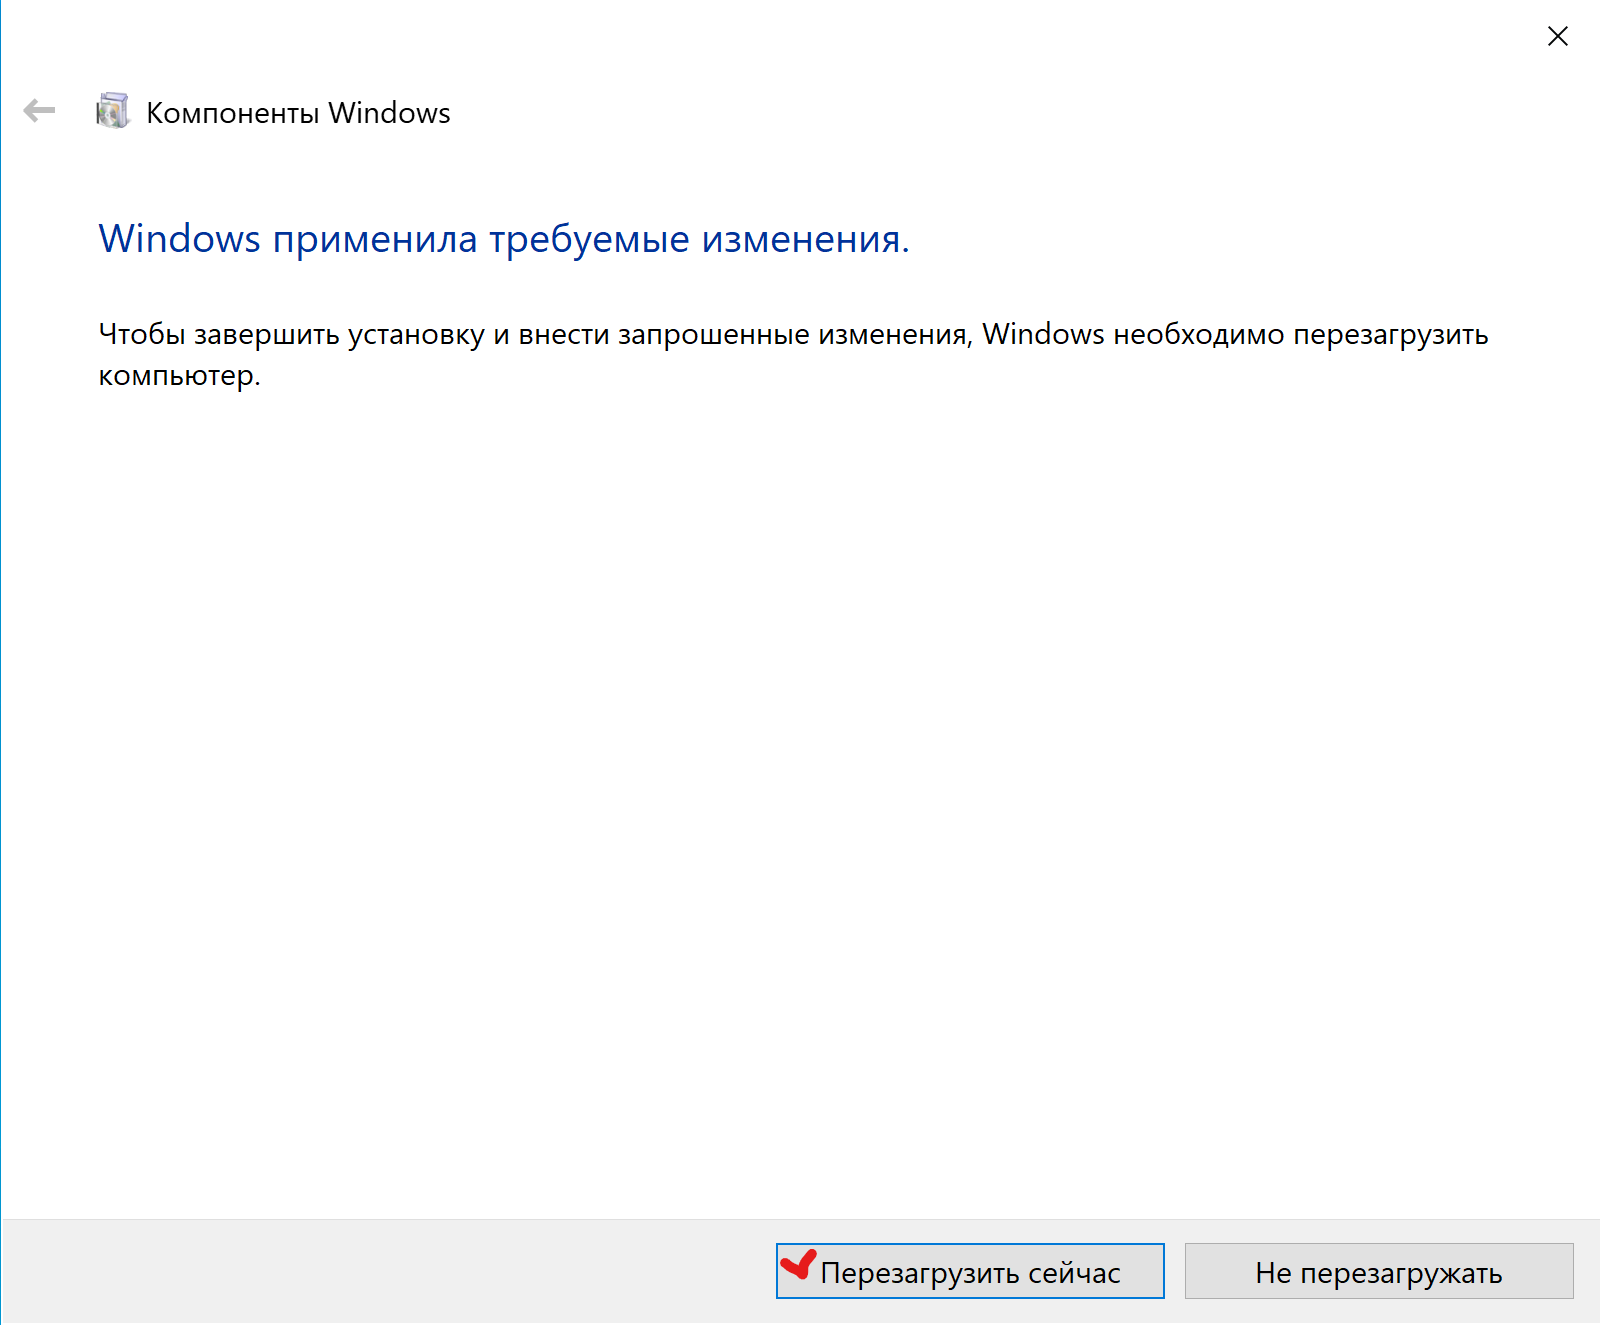 Компоненты Windows
Windows применила требуемые изменения.
Чтобы завершить установку и внести запрошенные изменения, Windows необходимо перезагрузить
компьютер.
Перезагрузить сейчас
Не перезагружать